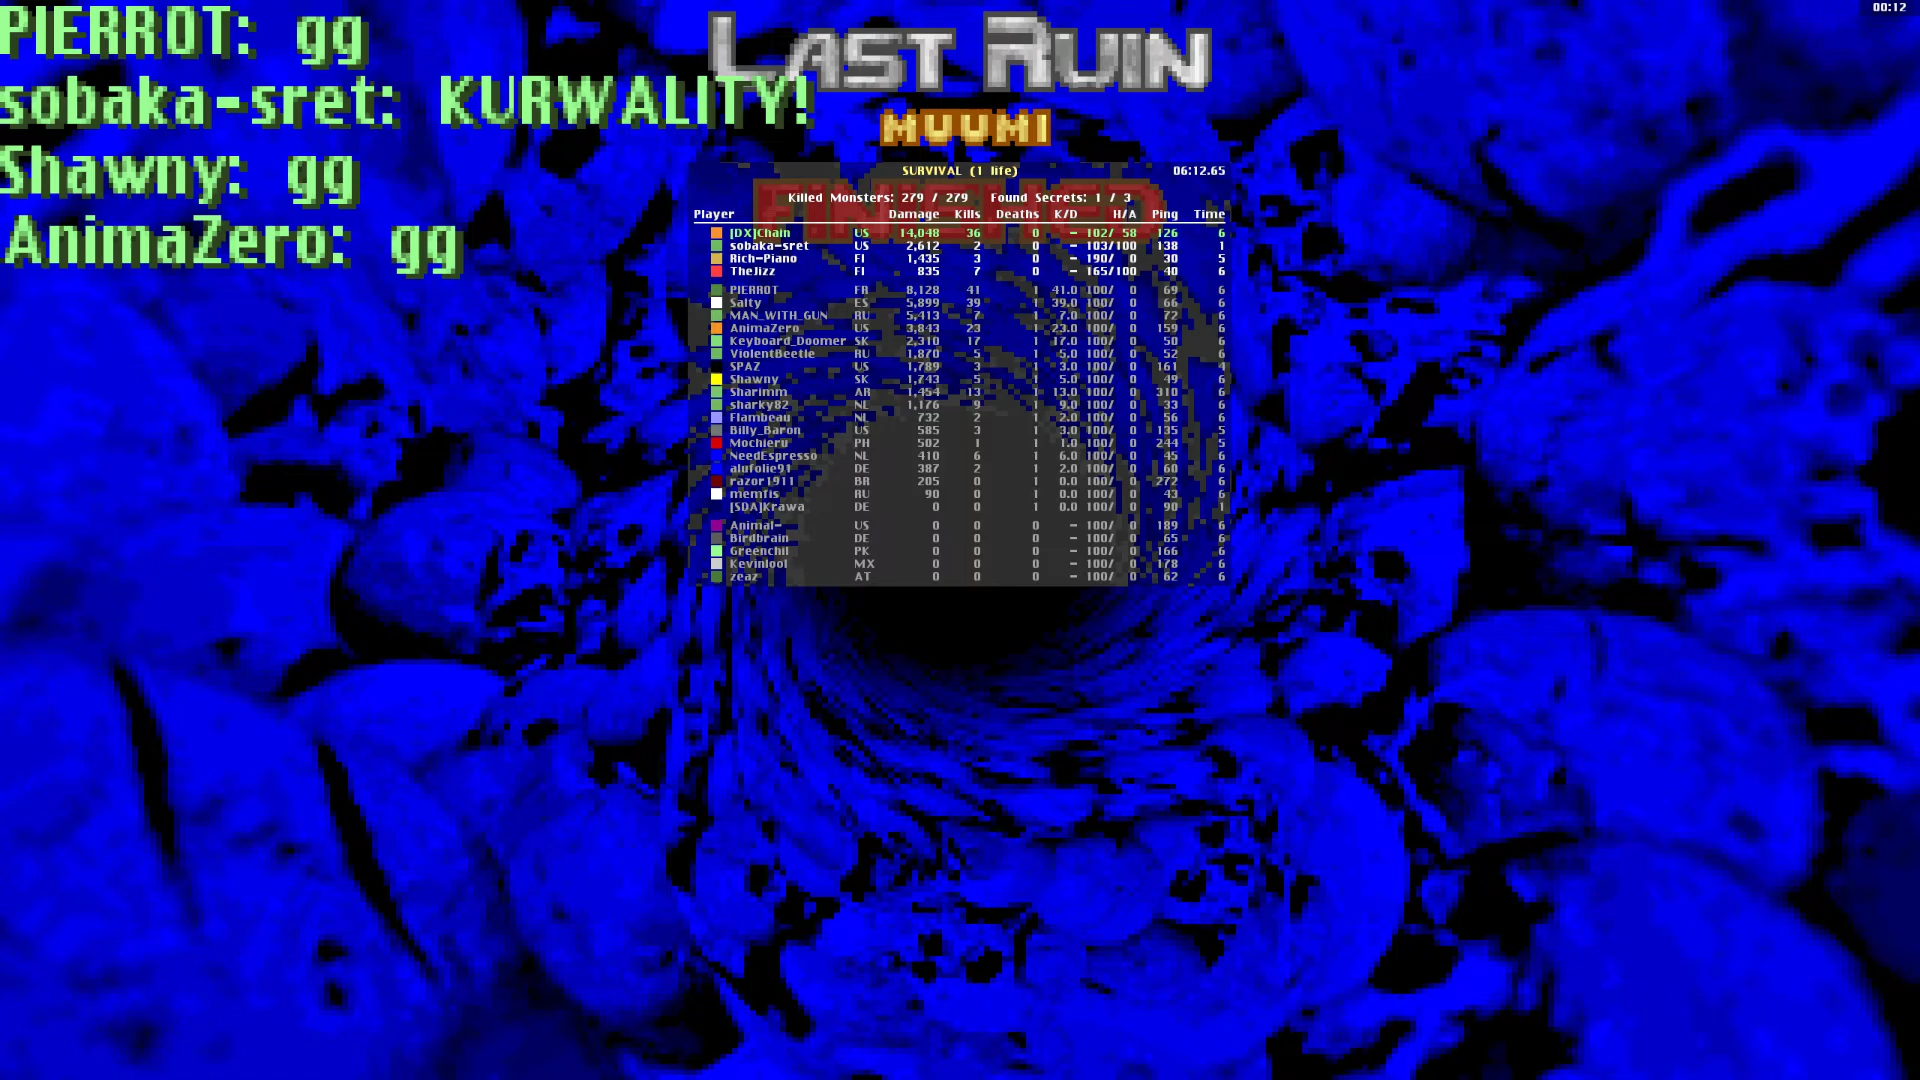 00:12
PIERROT: gg
sobaka-sret: KURWALITY!
Shawny: gg
AnimaZero: gg
LAST RUIN
MUUMI
SURVIVAL (1 life) 06:12.65
FINISHED
Killed Monsters: 279 / 279 Found Secrets: 1 / 3
Player Damage Kills Deaths K/D H/A Ping Time
[DX]Chain US 14,048 36 0 - 102/ 58 126 6
sobaka-sret US 2,612 2 0 - 103/100 138 1
Rich-Piano FI 1,435 3 0 - 190/ 0 30 5
TheJizz FI 835 7 0 - 165/100 40 6
PIERROT FR 8,128 41 1 41.0 100/ 0 69 6
Salty ES 5,899 39 1 39.0 100/ 0 66 6
MAN_WITH_GUN RU 5,413 7 1 7.0 100/ 0 72 6
AnimaZero US 3,843 23 1 23.0 100/ 0 159 6
Keyboard_Doomer SK 2,310 17 1 17.0 100/ 0 50 6
ViolentBeetle RU 1,870 5 1 5.0 100/ 0 52 6
SPAZ US 1,789 3 1 3.0 100/ 0 161 4
Shawny SK 1,743 5 1 5.0 100/ 0 49 6
Sharimm AR 1,454 13 1 13.0 100/ 0 310 6
sharky82 NL 1,176 9 1 9.0 100/ 0 33 6
Flambeau NL 732 2 1 2.0 100/ 0 56 6
Billy_Baron US 585 3 1 3.0 100/ 0 135 5
Mochieru PH 502 1 1 1.0 100/ 0 244 5
NeedEspresso NL 410 6 1 6.0 100/ 0 45 6
alufolie91 DE 387 2 1 2.0 100/ 0 60 6
razor1911 BR 205 0 1 0.0 100/ 0 272 6
memfis RU 90 0 1 0.0 100/ 0 43 6
[SDA]Krawa DE 0 0 1 0.0 100/ 0 90 1
Animal- US 0 0 0 - 100/ 0 189 6
Birdbrain DE 0 0 0 - 100/ 0 65 6
Greenchil PK 0 0 0 - 100/ 0 166 6
Kevinlool MX 0 0 0 - 100/ 0 178 6
zeaz AT 0 0 0 - 100/ 0 62 6